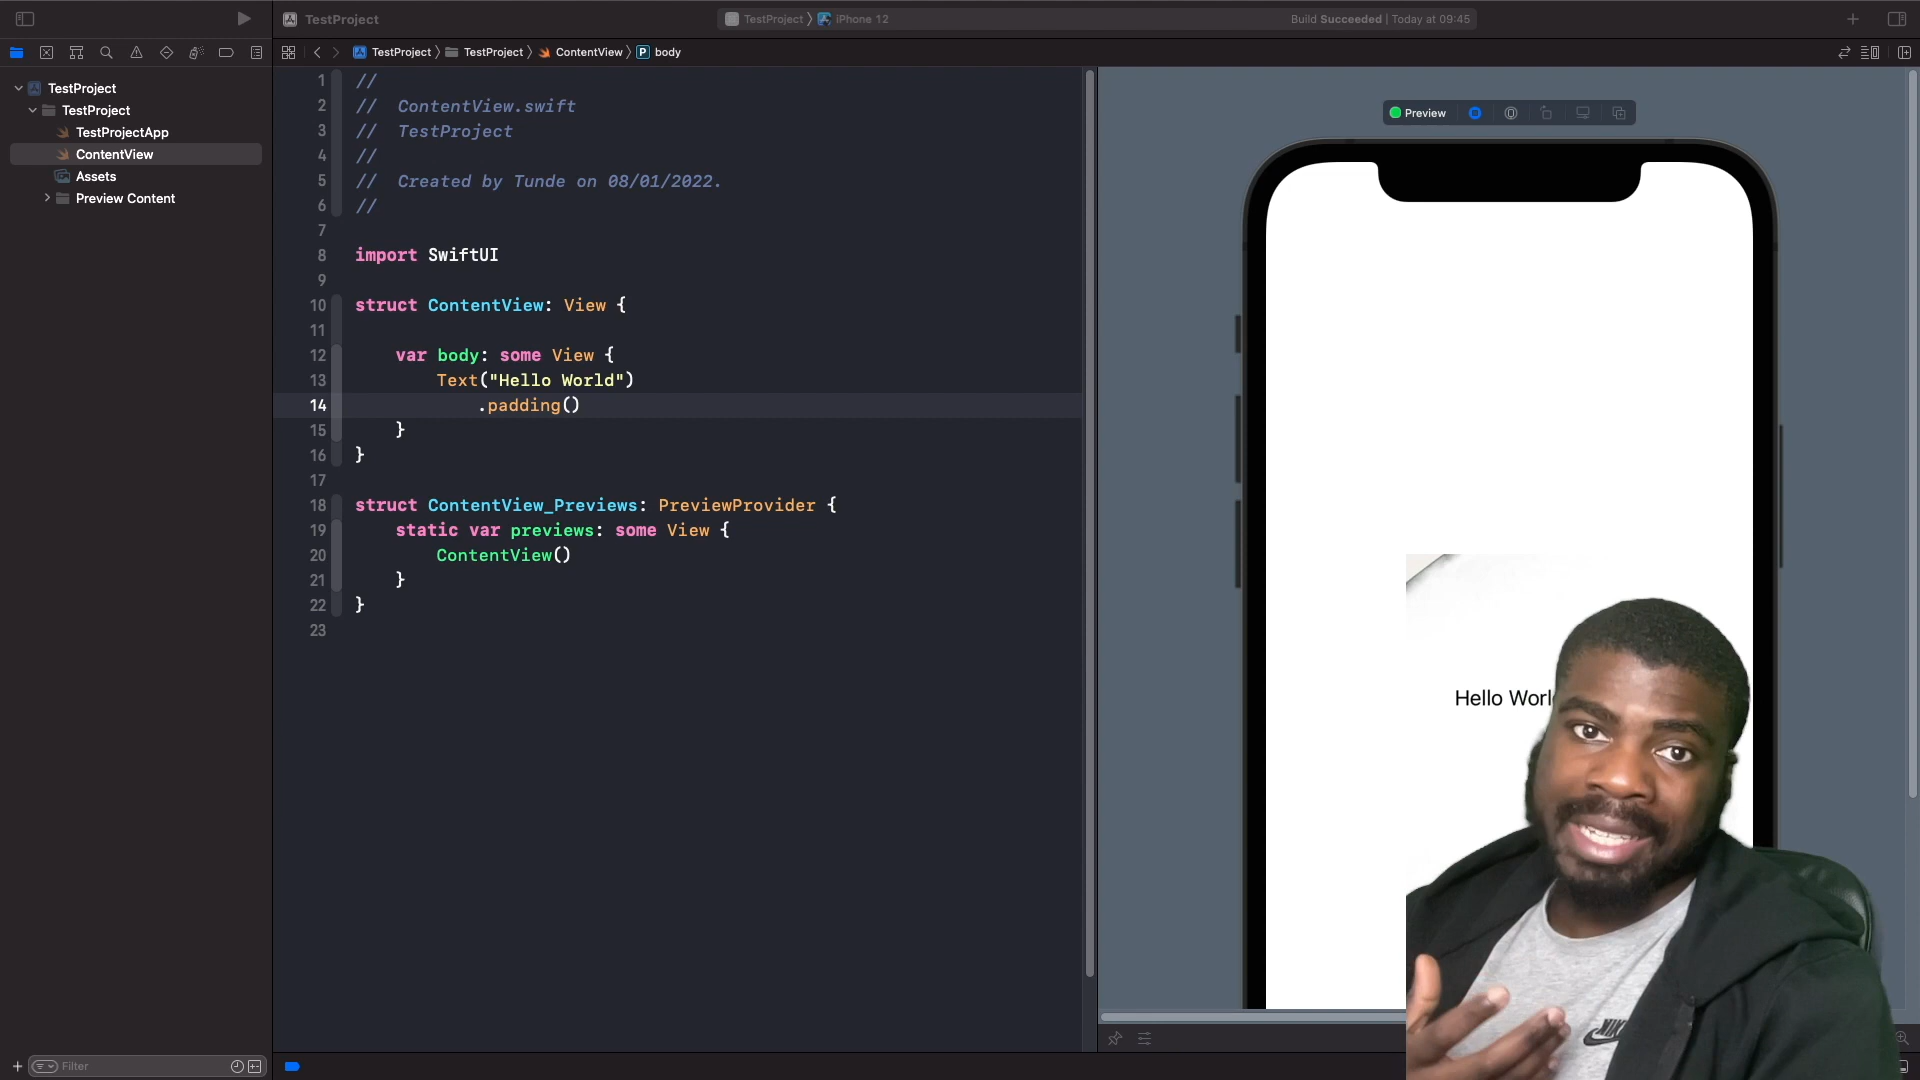 TestProject
TestProject iPhone 12
Build Succeeded | Today at 09:45
TestProject TestProject ContentView P body
TestProject
TestProject
TestProjectApp
ContentView
Assets
Preview Content
1 //
2 //  ContentView.swift
3 //  TestProject
4 //
5 //  Created by Tunde on 08/01/2022.
6 //
7
8 import SwiftUI
9
10 struct ContentView: View {
11
12     var body: some View {
13         Text("Hello World")
14             .padding()
15     }
16 }
17
18 struct ContentView_Previews: PreviewProvider {
19     static var previews: some View {
20         ContentView()
21     }
22 }
23
Preview
Hello Worl
NIKE
Filter